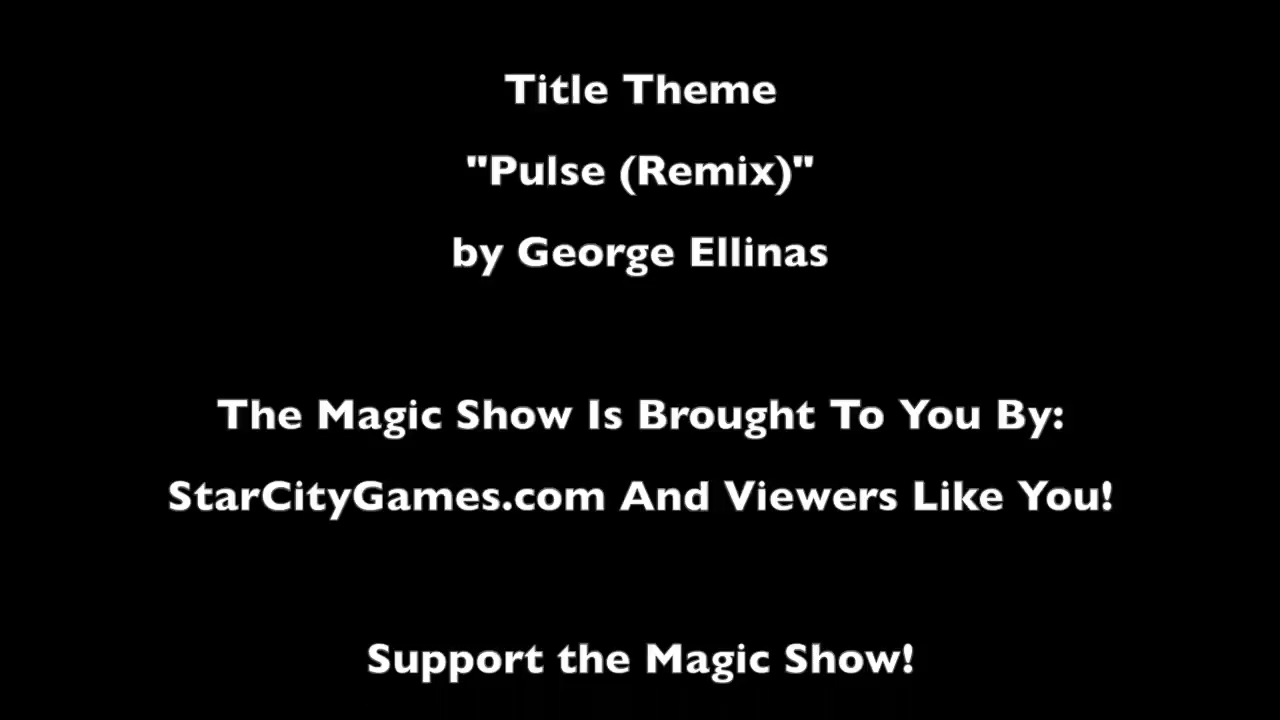 Title Theme
"Pulse (Remix)"
by George Ellinas
The Magic Show Is Brought To You By:
StarCityGames.com And Viewers Like You!
Support the Magic Show!